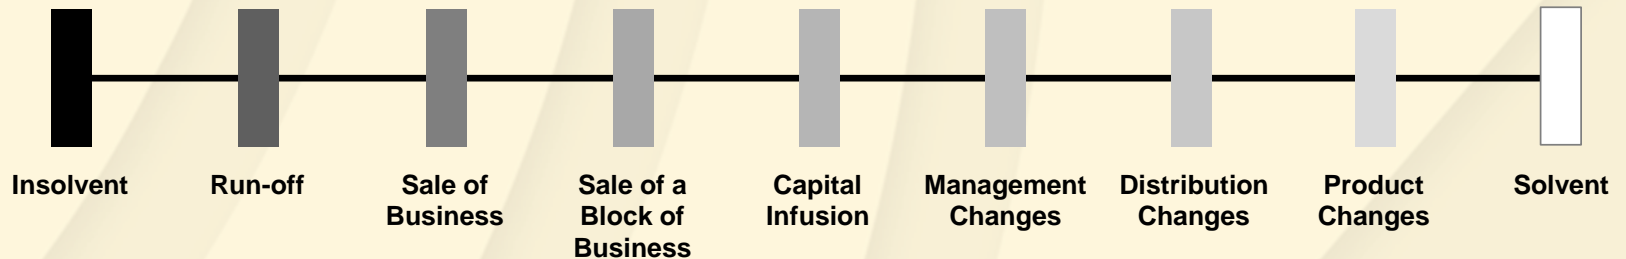 Insolvent
Run-off
Sale of
Business
Sale of a
Block of
Business
Capital
Infusion
Management
Changes
Distribution
Changes
Product
Changes
Solvent